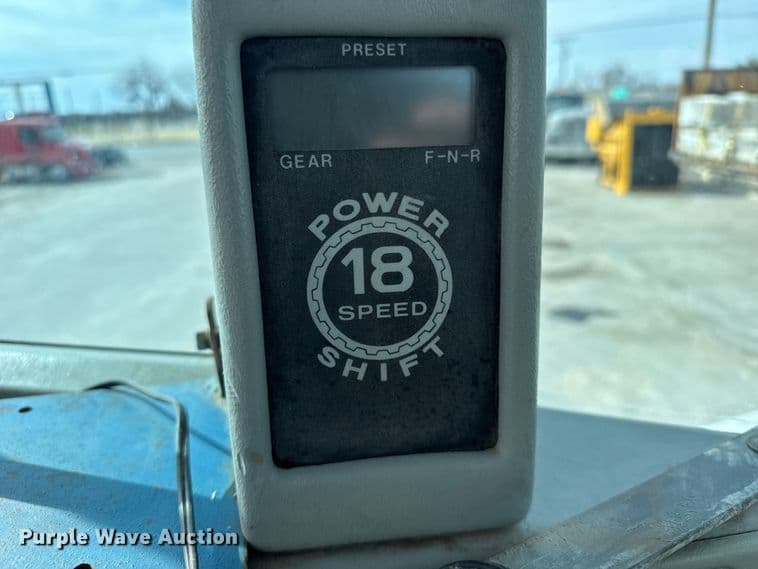 PRESET
GEAR F-N-R
POWER
18
SPEED
SHIFT
Purple Wave Auction